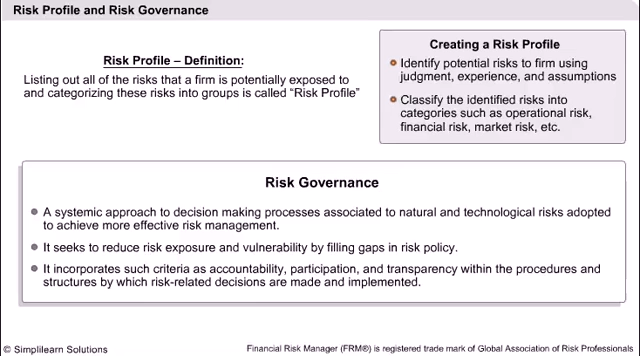 Risk Profile and Risk Governance
Risk Profile – Definition:
Listing out all of the risks that a firm is potentially exposed to
and categorizing these risks into groups is called “Risk Profile”
Creating a Risk Profile
Identify potential risks to firm using
judgment, experience, and assumptions
Classify the identified risks into
categories such as operational risk,
financial risk, market risk, etc.
Risk Governance
A systemic approach to decision making processes associated to natural and technological risks adopted
to achieve more effective risk management.
It seeks to reduce risk exposure and vulnerability by filling gaps in risk policy.
It incorporates such criteria as accountability, participation, and transparency within the procedures and
structures by which risk-related decisions are made and implemented.
© Simplilearn Solutions
Financial Risk Manager (FRM®) is registered trade mark of Global Association of Risk Professionals